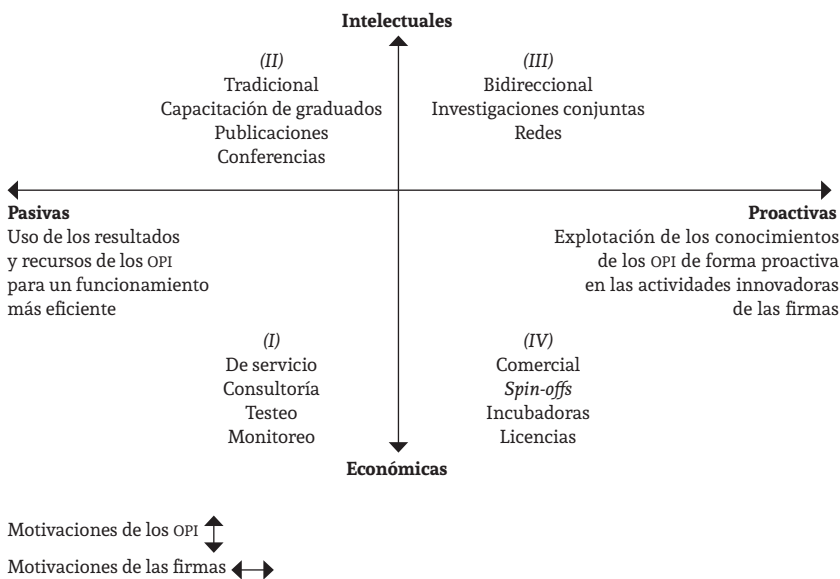 Intelectuales
(II)
Tradicional
Capacitación de graduados
Publicaciones
Conferencias
(III)
Bidireccional
Investigaciones conjuntas
Redes
Pasivas
Uso de los resultados
y recursos de los OPI
para un funcionamiento
más eficiente
Proactivas
Explotación de los conocimientos
de los OPI de forma proactiva
en las actividades innovadoras
de las firmas
(I)
De servicio
Consultoría
Testeo
Monitoreo
(IV)
Comercial
Spin-offs
Incubadoras
Licencias
Económicas
Motivaciones de los OPI
Motivaciones de las firmas